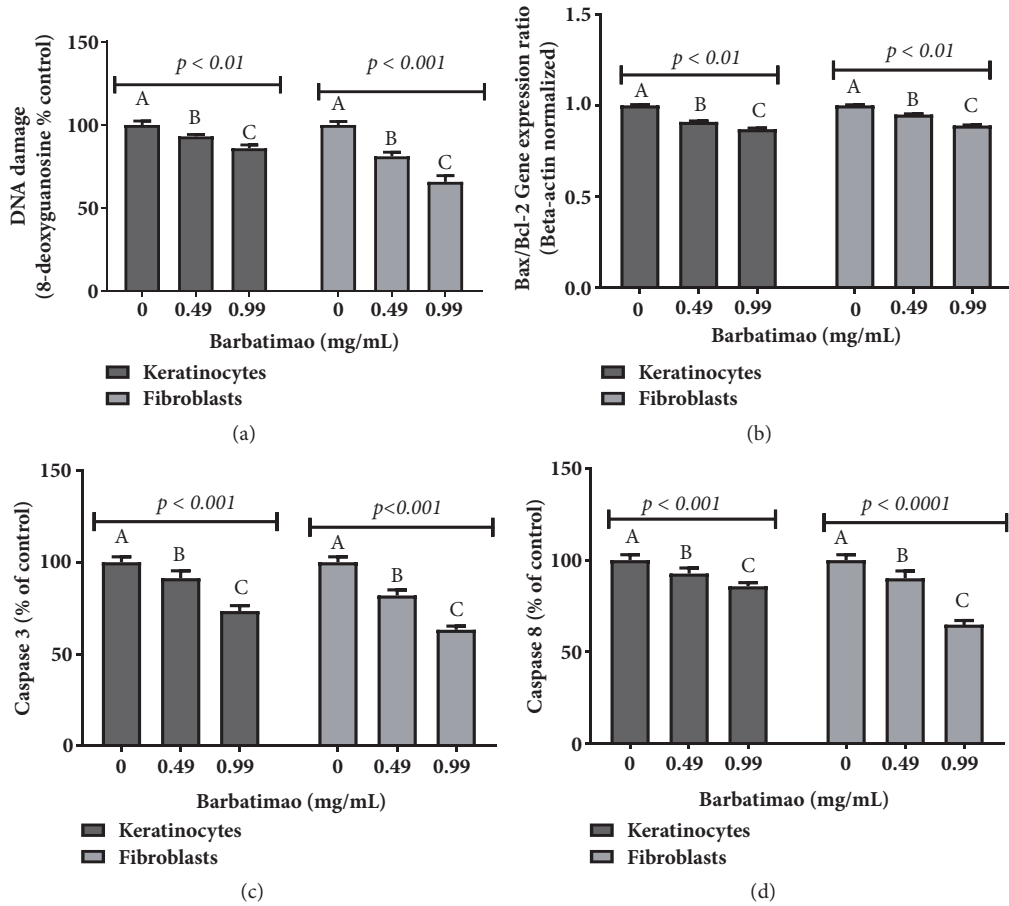 DNA damage
(8-deoxyguanosine % control)
150
100
50
0
p < 0.01
p < 0.001
A
B
C
A
B
C
0 0.49 0.99 0 0.49 0.99
Barbatimao (mg/mL)
Keratinocytes
Fibroblasts
(a)
Bax/Bcl-2 Gene expression ratio
(Beta-actin normalized)
1.5
1.0
0.5
0.0
p < 0.01
p < 0.01
A
B
C
A
B
C
0 0.49 0.99 0 0.49 0.99
Barbatimao (mg/mL)
Keratinocytes
Fibroblasts
(b)
Caspase 3 (% of control)
150
100
50
0
p < 0.001
p<0.001
A
B
C
A
B
C
0 0.49 0.99 0 0.49 0.99
Barbatimao (mg/mL)
Keratinocytes
Fibroblasts
(c)
Caspase 8 (% of control)
150
100
50
0
p < 0.001
p < 0.0001
A
B
C
A
B
C
0 0.49 0.99 0 0.49 0.99
Barbatimao (mg/mL)
Keratinocytes
Fibroblasts
(d)